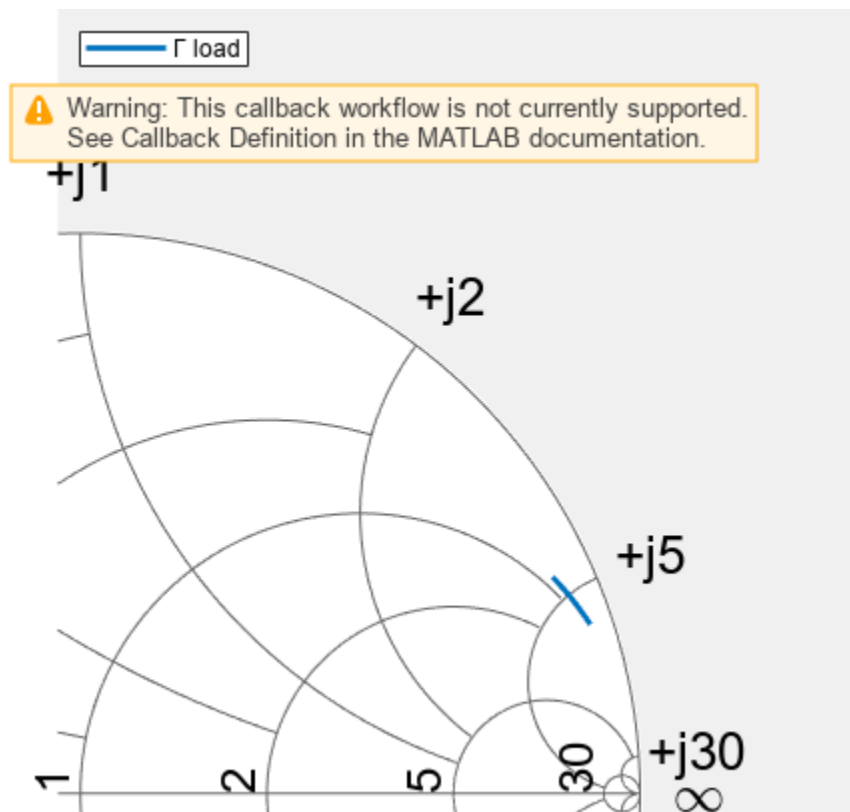 Γ load
Warning: This callback workflow is not currently supported.
See Callback Definition in the MATLAB documentation.
+j1
+j2
+j5
+j30
1
2
5
30
∞